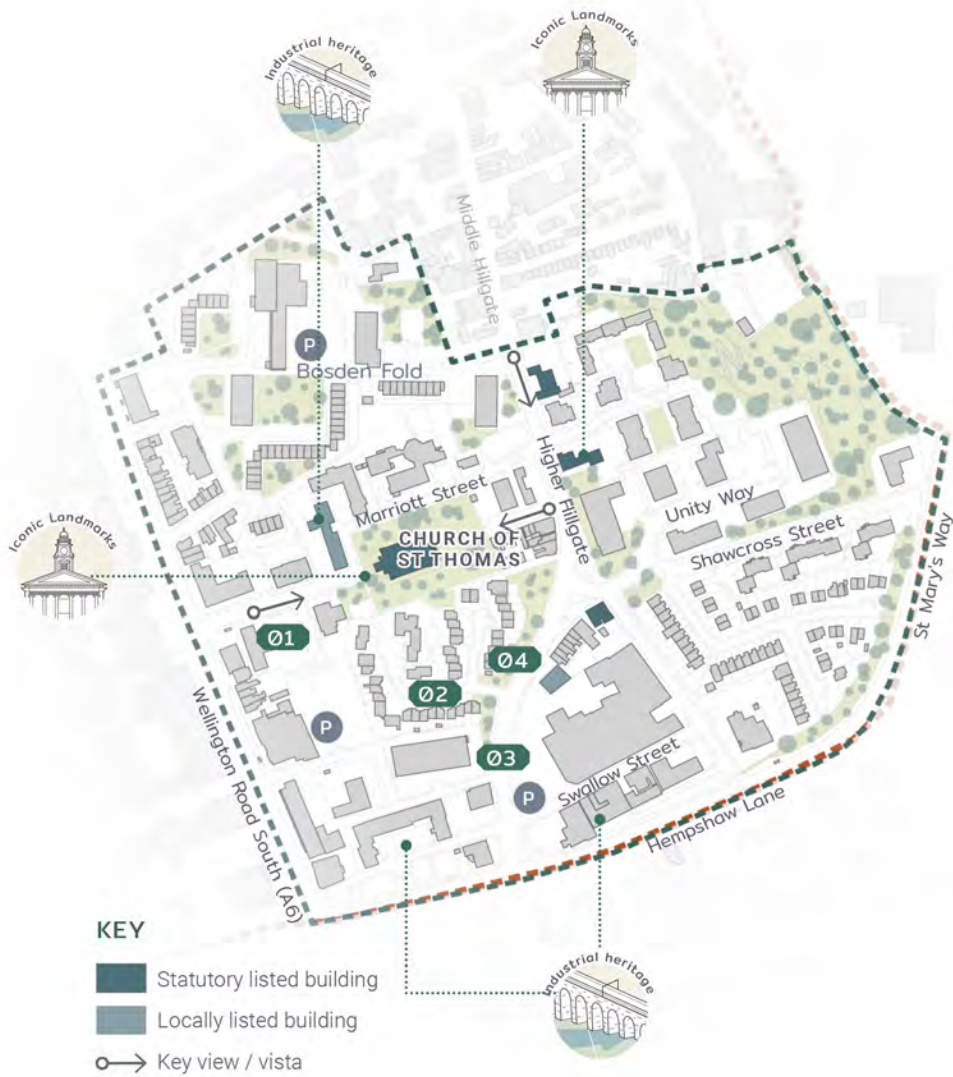 Industrial heritage
Iconic Landmarks
Middle Hillgate
P
Bosden Fold
Higher Hillgate
Marriott Street
Unity Way
Iconic Landmarks
CHURCH OF
ST THOMAS
Shawcross Street
St Mary's Way
01
04
02
Wellington Road South (A6)
P
03
P
Swallow Street
Hempshaw Lane
KEY
Statutory listed building
Locally listed building
Key view / vista
Industrial heritage